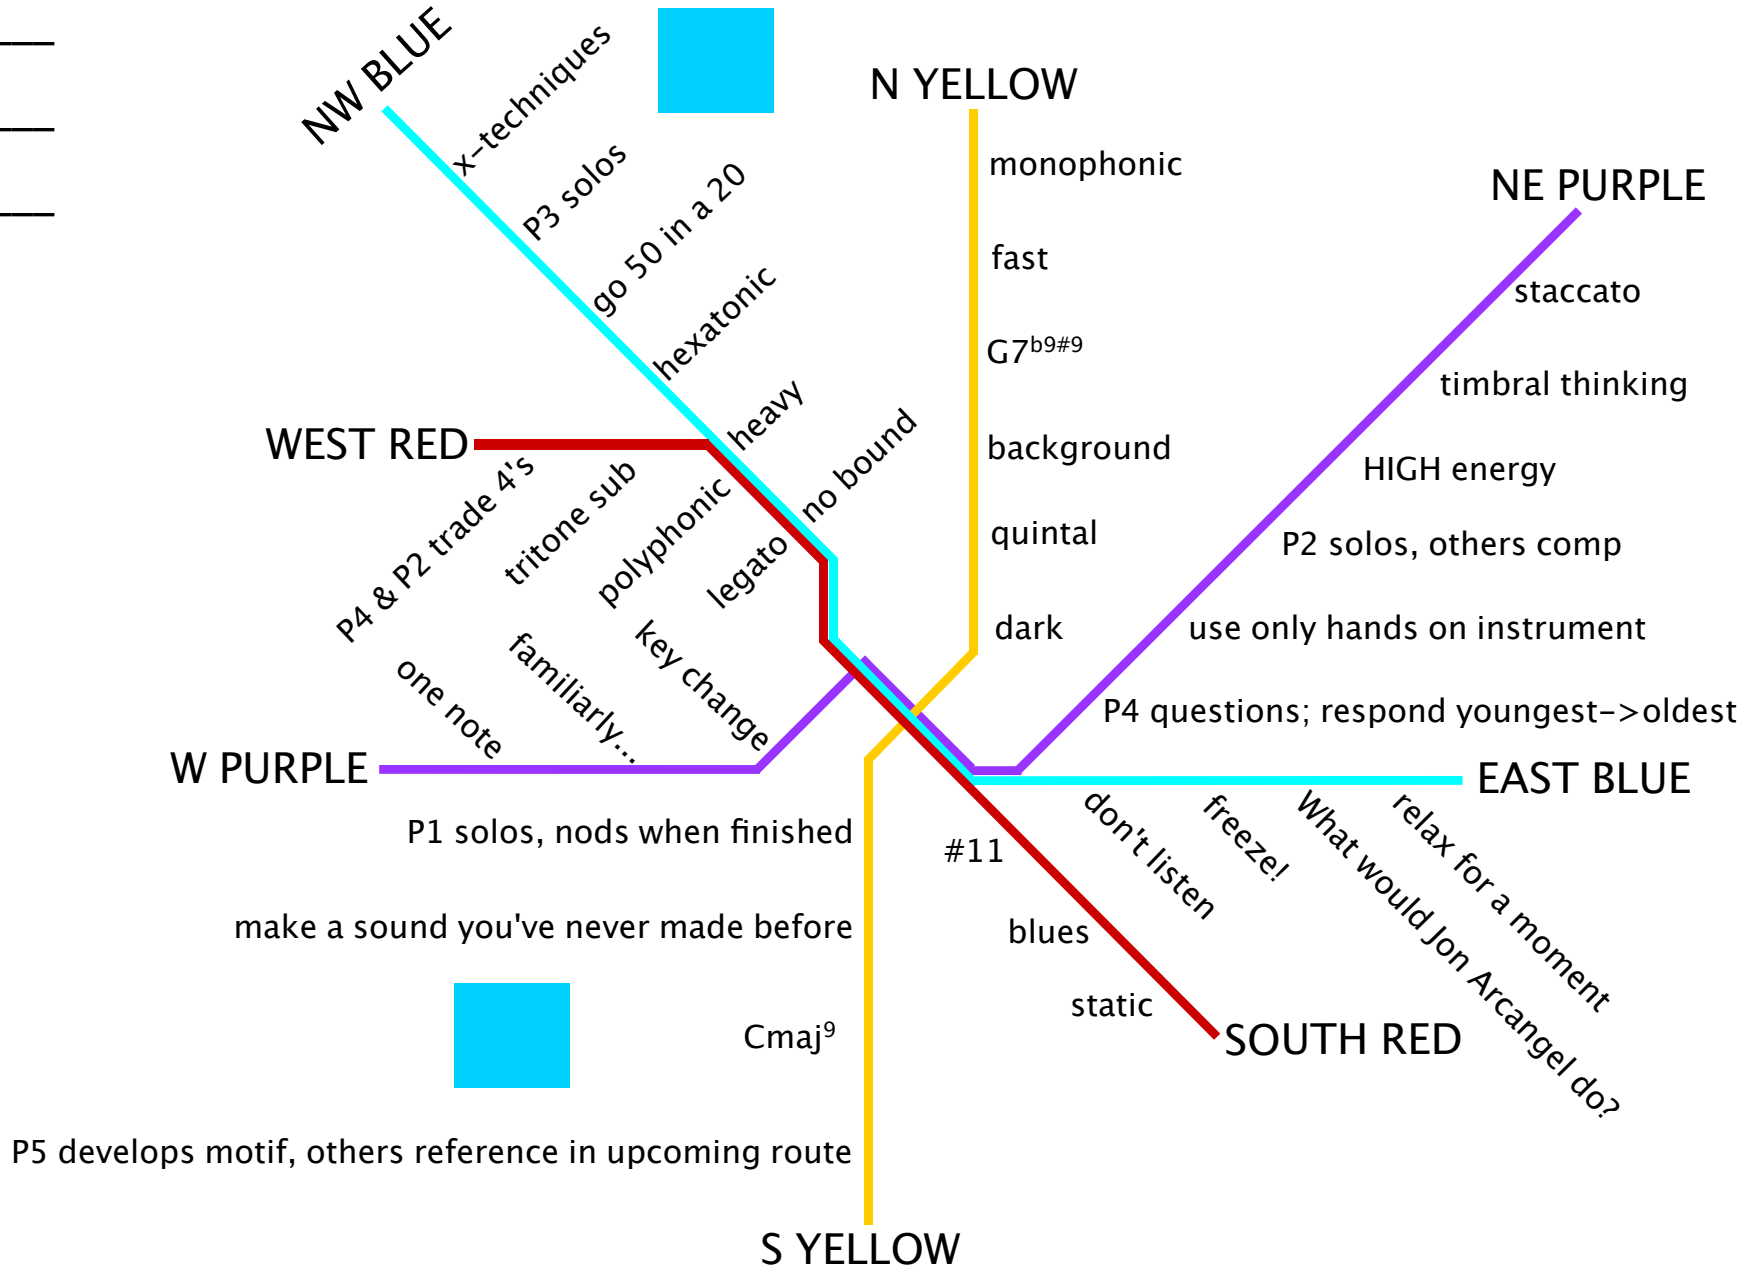 NW BLUE
x-techniques
P3 solos
go 50 in a 20
hexatonic
heavy
no bound
N YELLOW
monophonic
fast
G7b9#9
background
quintal
dark
NE PURPLE
staccato
timbral thinking
HIGH energy
P2 solos, others comp
use only hands on instrument
P4 questions; respond youngest->oldest
WEST RED
P4 & P2 trade 4's
tritone sub
polyphonic
legato
W PURPLE
one note
familiarly...
key change
EAST BLUE
don't listen
freeze!
What would Jon Arcangel do?
relax for a moment
P1 solos, nods when finished
make a sound you've never made before
Cmaj9
P5 develops motif, others reference in upcoming route
S YELLOW
#11
blues
static
SOUTH RED